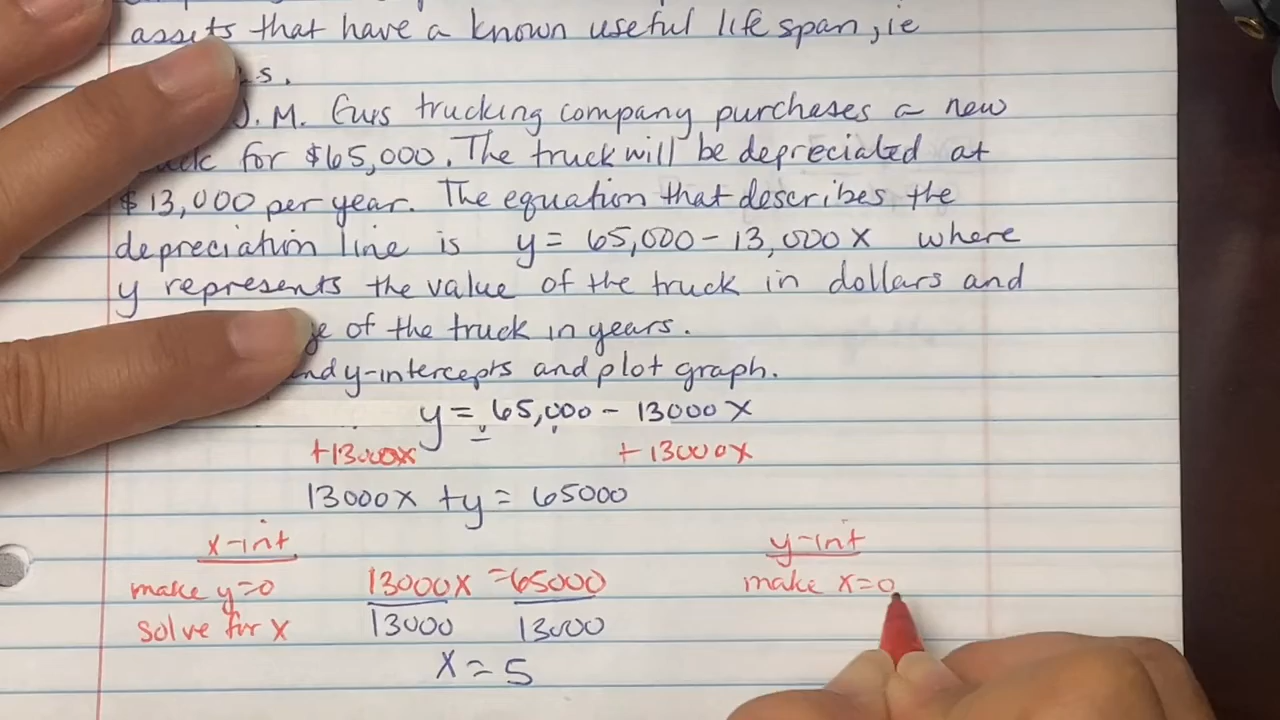 assets that have a known useful life span, ie
s.
J. M. Gurs trucking company purchases a new
for $65,000. The truck will be depreciated at
$13,000 per year. The equation that describes the
depreciation line is y = 65,000 - 13,000x where
y represents the value of the truck in dollars and
of the truck in years.
and y-intercepts and plot graph.
y = 65,000 - 13000x
+13000x +13000x
13000x + y = 65000
x-int y-int
make y=0 13000x = 65000 make x=0
solve for x 13000 13000
x = 5